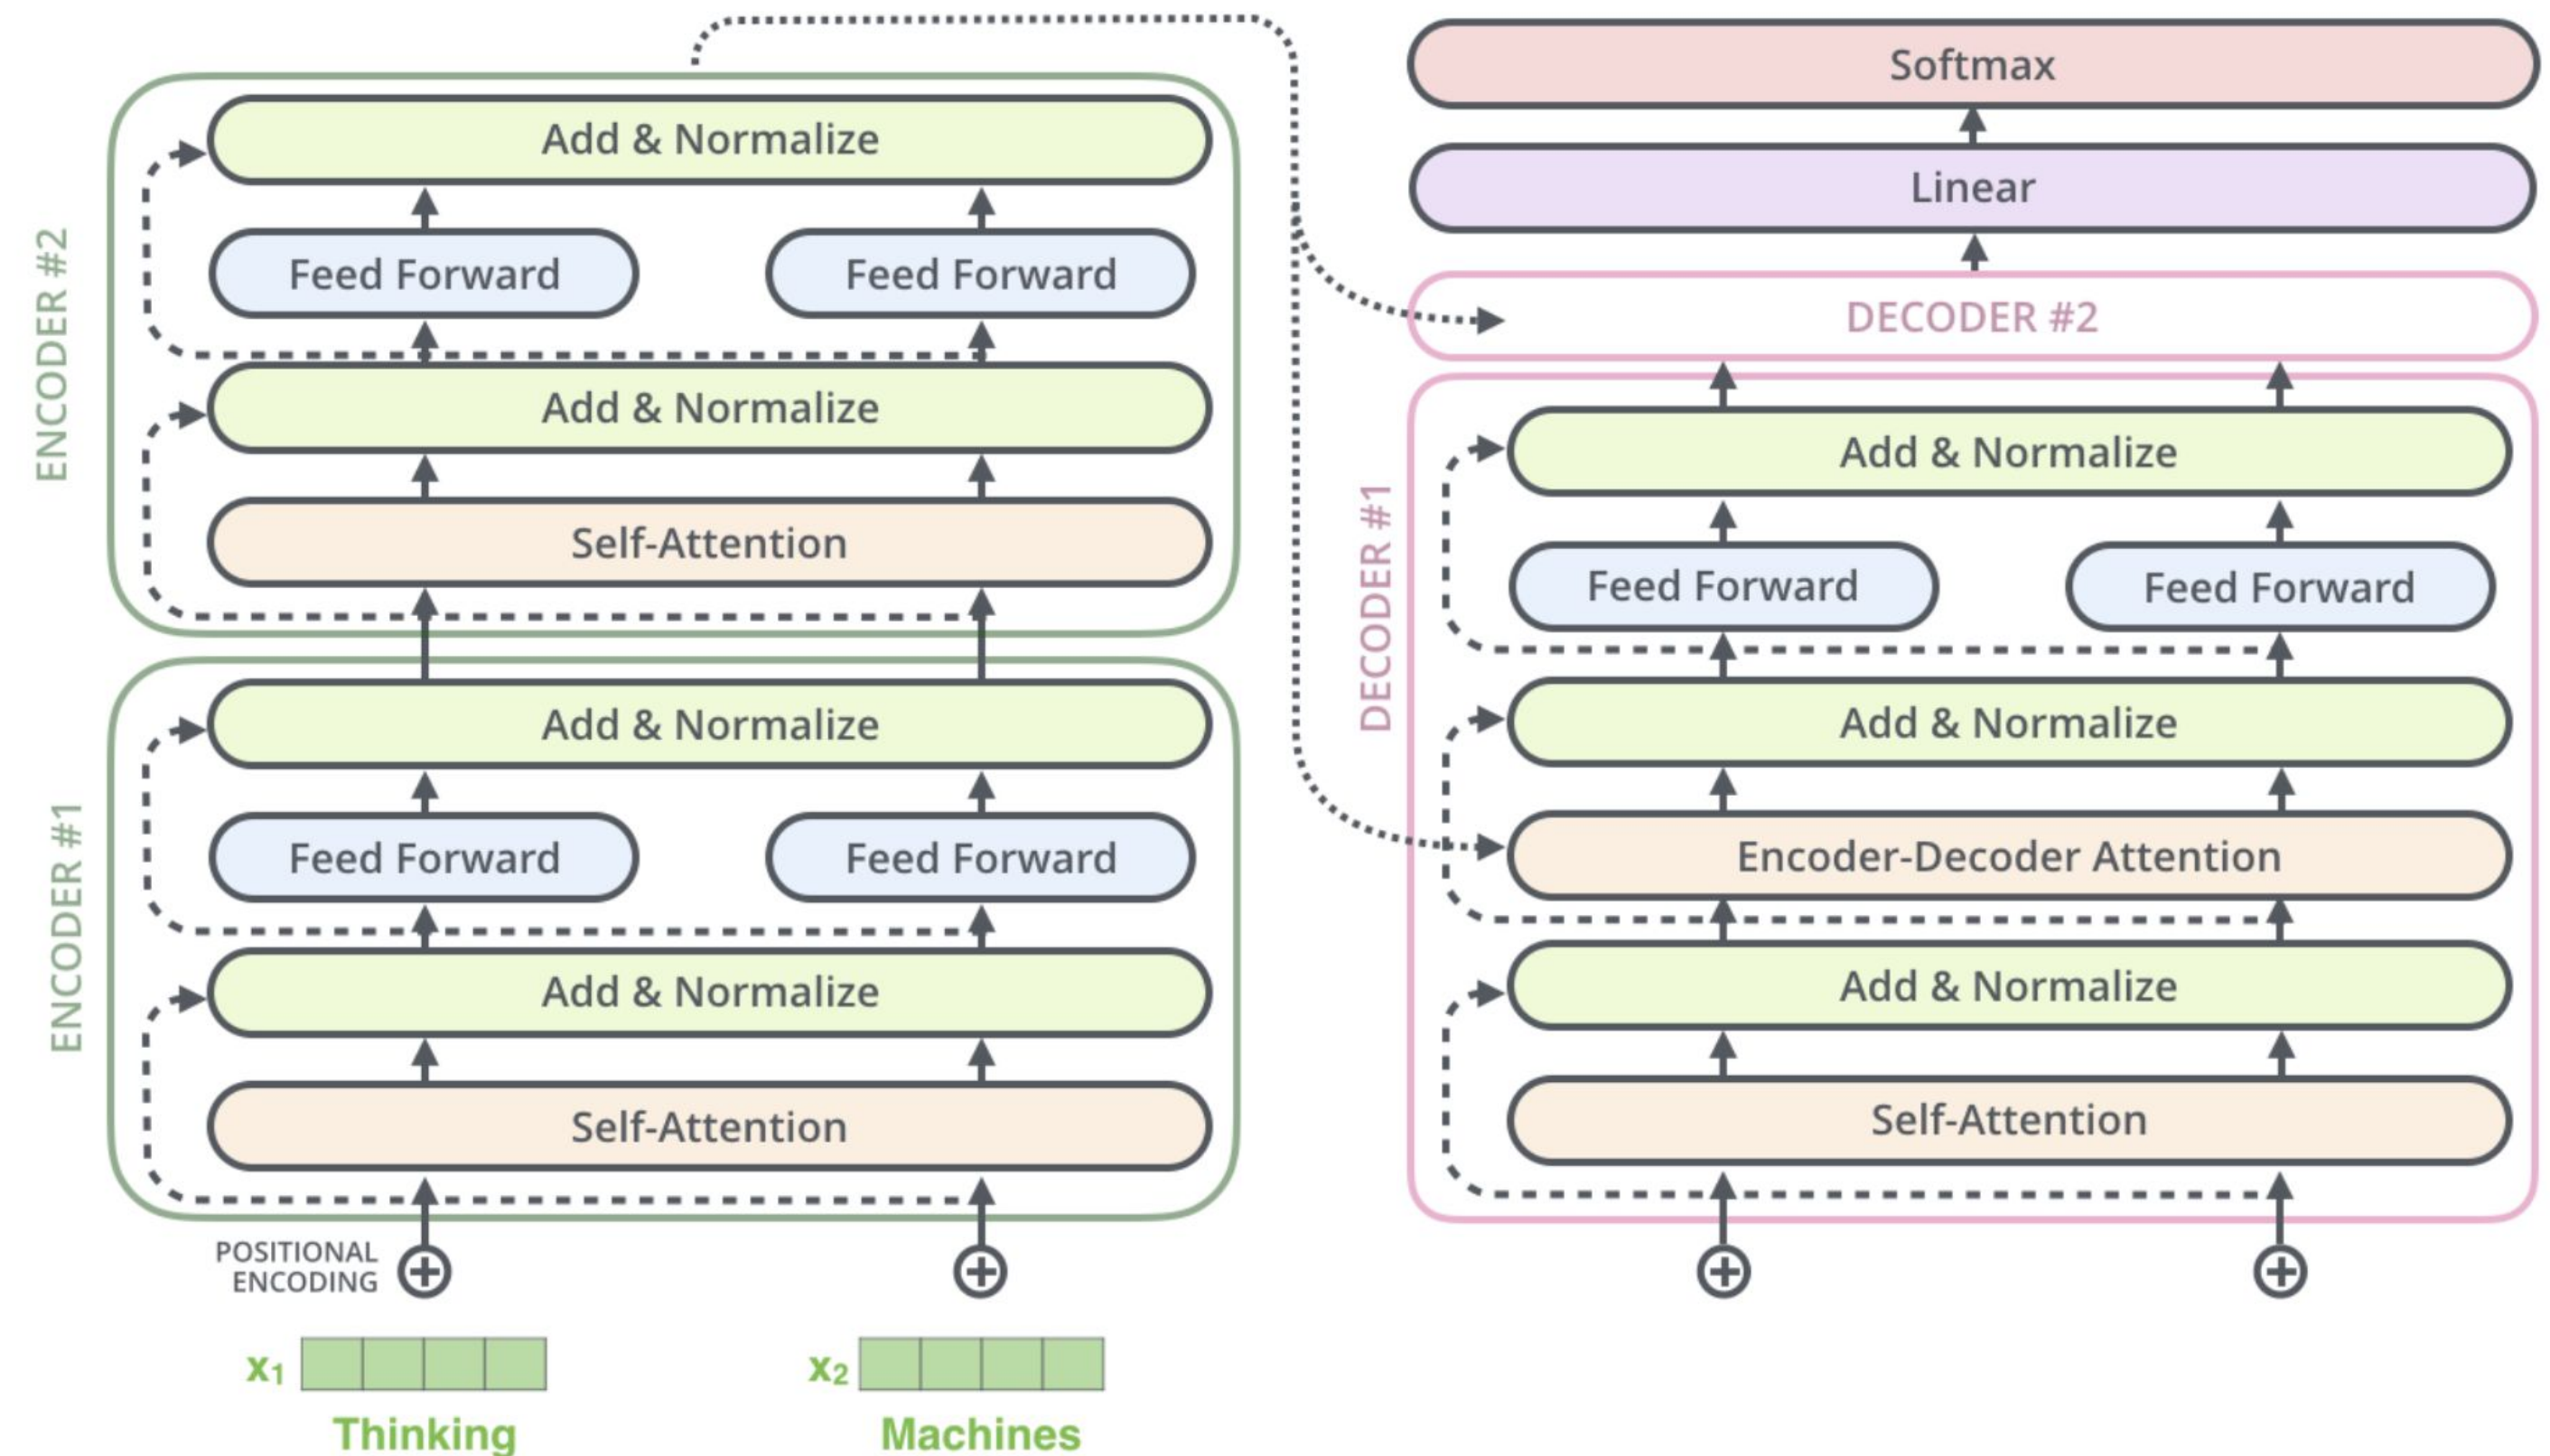 ENCODER #2
Add & Normalize
Feed Forward
Feed Forward
Add & Normalize
Self-Attention
ENCODER #1
Add & Normalize
Feed Forward
Feed Forward
Add & Normalize
Self-Attention
POSITIONAL
ENCODING
x₁
x₂
Thinking
Machines
Softmax
Linear
DECODER #2
DECODER #1
Add & Normalize
Feed Forward
Feed Forward
Add & Normalize
Encoder-Decoder Attention
Add & Normalize
Self-Attention